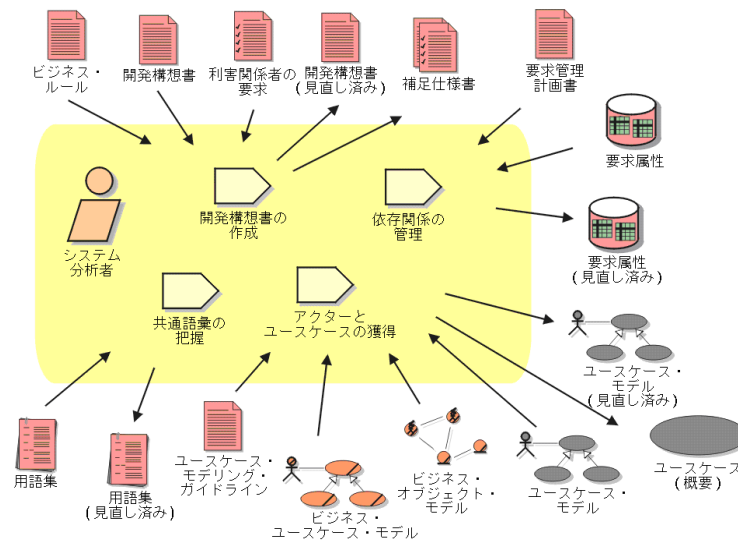 ビジネス・
ルール
開発構想書
利害関係者の
要求
開発構想書
(見直し済み)
補足仕様書
要求管理
計画書
要求属性
システム
分析者
開発構想書の
作成
依存関係の
管理
要求属性
(見直し済み)
共通語彙の
把握
アクターと
ユースケースの獲得
ユースケース・
モデル
(見直し済み)
用語集
用語集
(見直し済み)
ユースケース・
モデリング・
ガイドライン
ビジネス・
ユースケース・モデル
ビジネス・
オブジェクト・
モデル
ユースケース・
モデル
ユースケース
(概要)